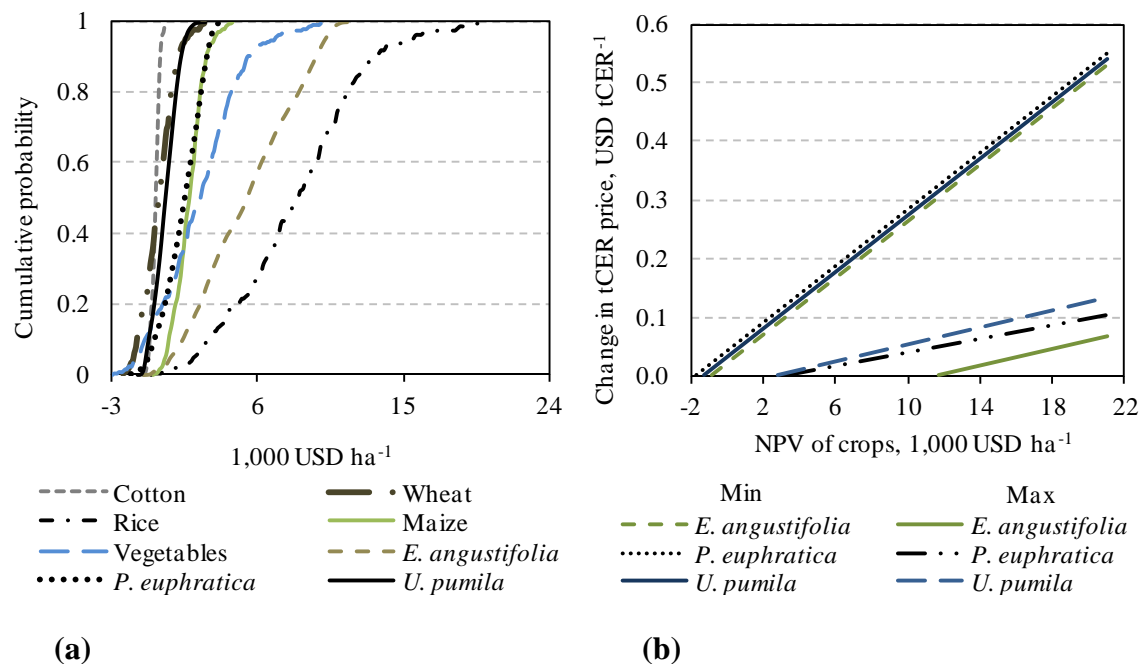 Cumulative probability
1
0.8
0.6
0.4
0.2
0
-3
6
15
24
1,000 USD ha-1
Cotton
Wheat
Rice
Maize
Vegetables
E. angustifolia
P. euphratica
U. pumila
(a)
Change in tCER price, USD tCER-1
0.6
0.5
0.4
0.3
0.2
0.1
0.0
-2
2
6
10
14
18
22
NPV of crops, 1,000 USD ha-1
Min
Max
E. angustifolia
E. angustifolia
P. euphratica
P. euphratica
U. pumila
U. pumila
(b)